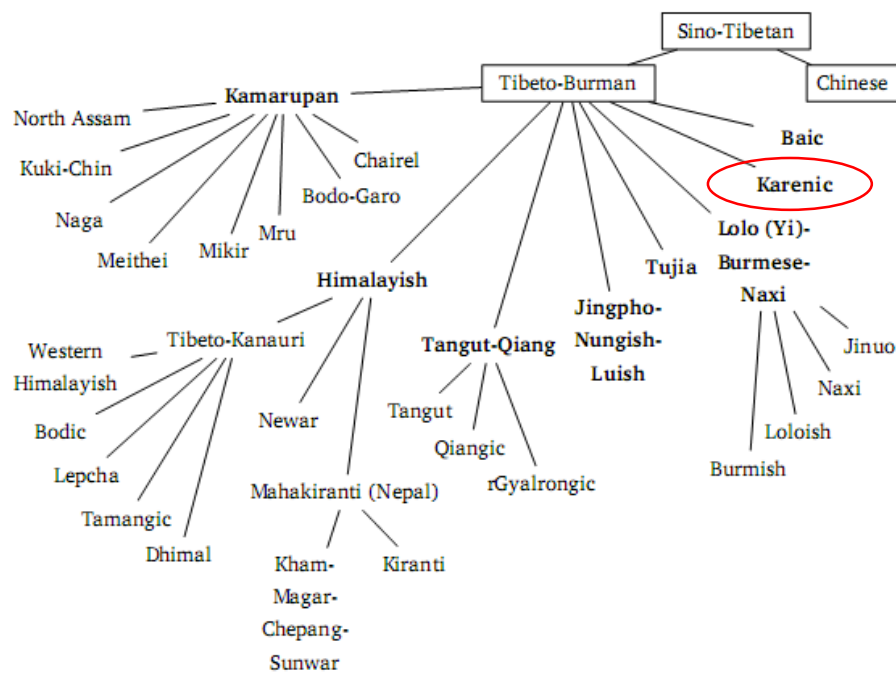 Sino-Tibetan
Tibeto-Burman
Chinese
Kamarupan
North Assam
Kuki-Chin
Naga
Meithei
Mikir
Mru
Bodo-Garo
Chairel
Himalayish
Tibeto-Kanauri
Western
Himalayish
Bodic
Lepcha
Tamangic
Dhimal
Newar
Mahakiranti (Nepal)
Kham-
Magar-
Chepang-
Sunwar
Kiranti
Tangut-Qiang
Tangut
Qiangic
rGyalrongic
Jingpho-
Nungish-
Luish
Tujia
Lolo (Yi)-
Burmese-
Naxi
Burmish
Loloish
Naxi
Jinuo
Karenic
Baic